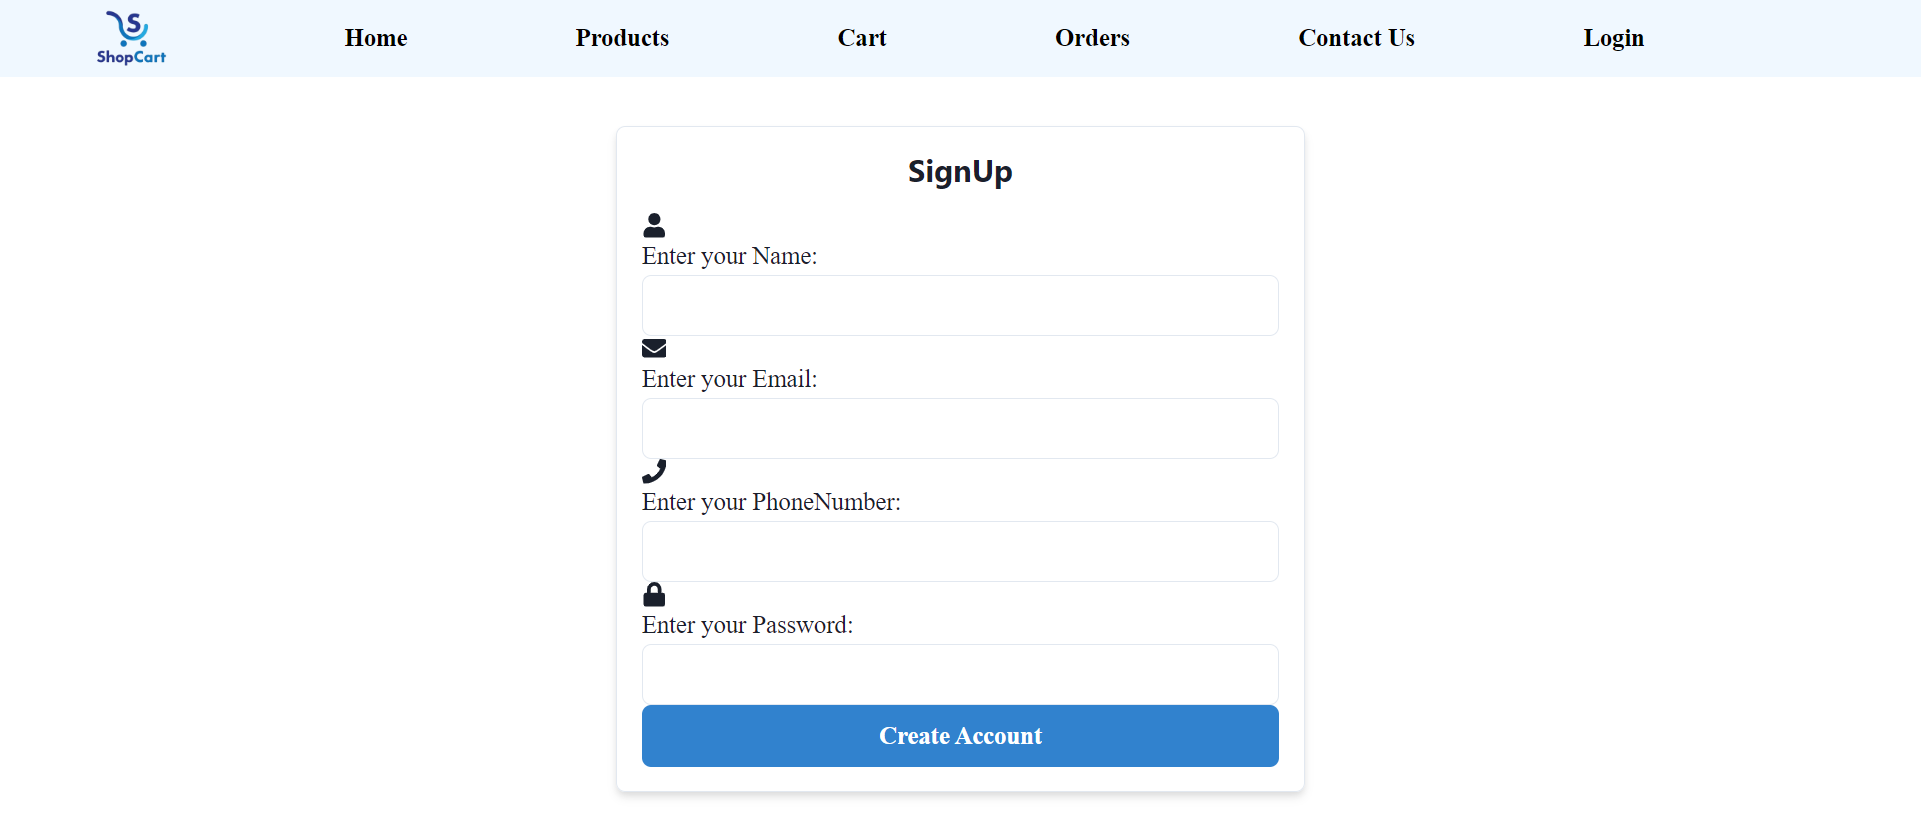 S
ShopCart
Home Products Cart Orders Contact Us Login
SignUp
Enter your Name:
Enter your Email:
Enter your PhoneNumber:
Enter your Password:
Create Account